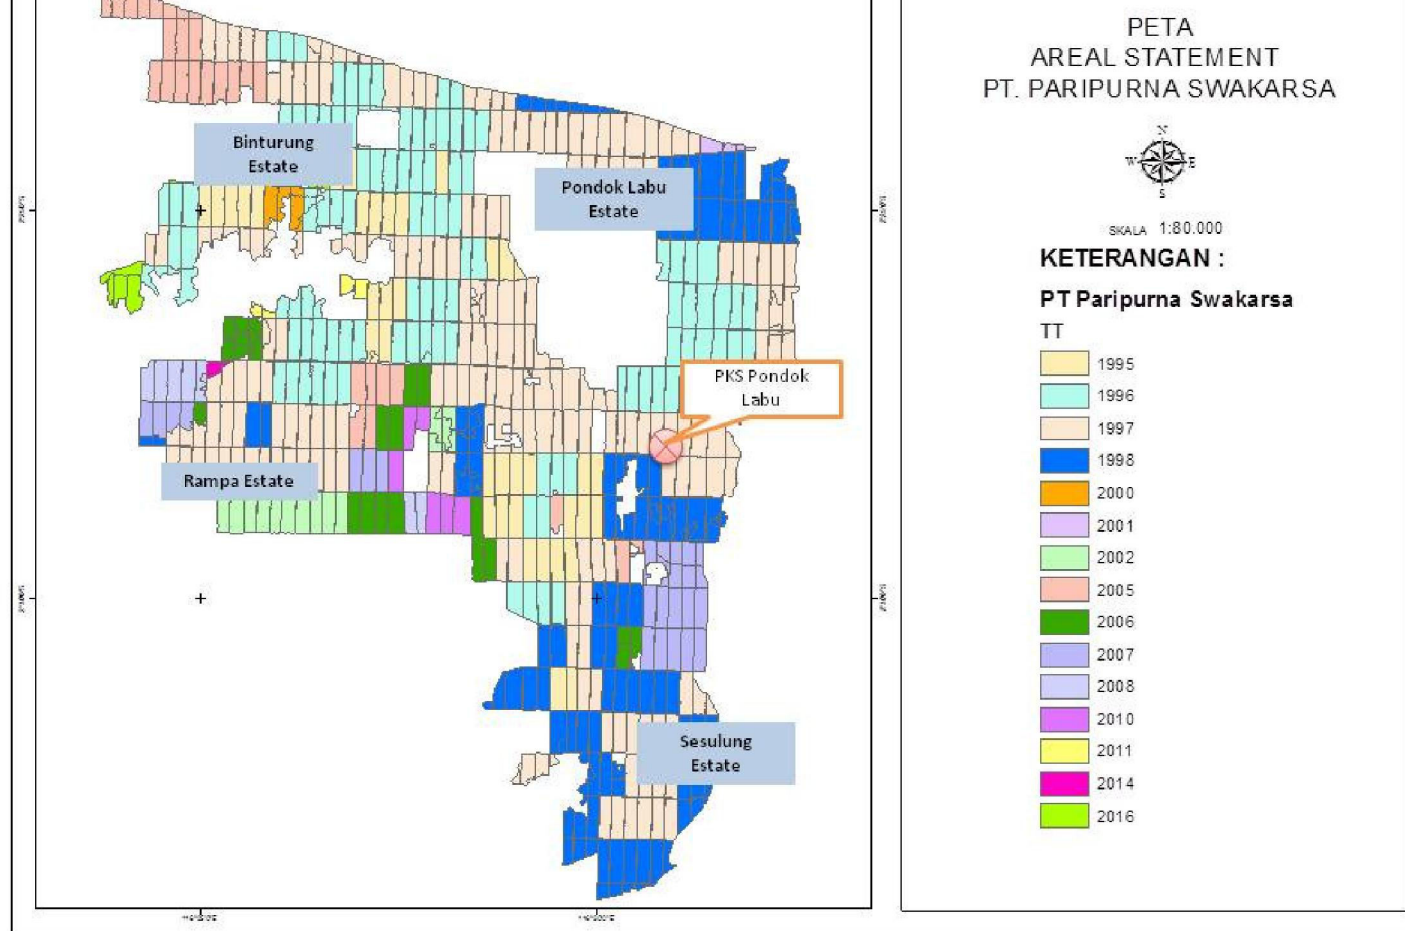 PETA
AREAL STATEMENT
PT. PARIPURNA SWAKARSA
N
W
E
S
SKALA 1:80.000
KETERANGAN :
PT Paripurna Swakarsa
TT
1995
1996
1997
1998
2000
2001
2002
2005
2006
2007
2008
2010
2011
2014
2016
Binturung
Estate
Pondok Labu
Estate
PKS Pondok
Labu
Rampa Estate
Sesulung
Estate